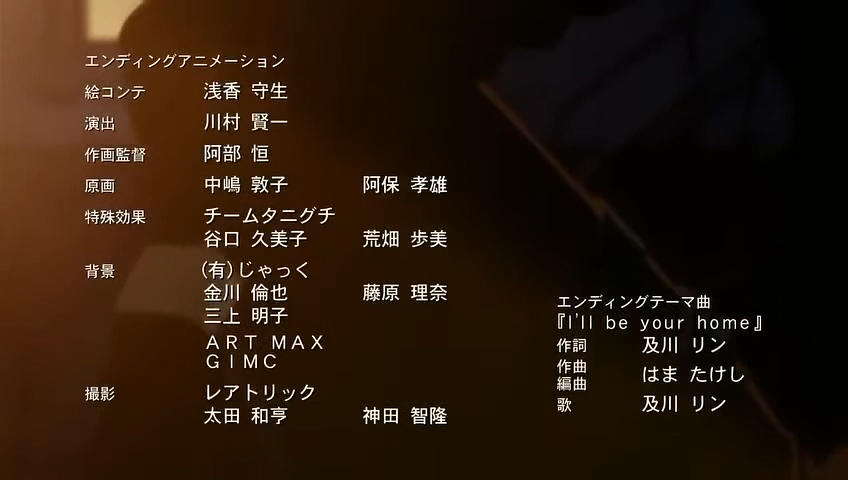 エンディングアニメーション
絵コンテ 浅香 守生
演出 川村 賢一
作画監督 阿部 恒
原画 中嶋 敦子 阿保 孝雄
特殊効果 チームタニグチ
谷口 久美子 荒畑 歩美
背景 (有)じゃっく
金川 倫也 藤原 理奈
三上 明子
ＡＲＴ ＭＡＸ
ＧＩＭＣ
撮影 レアトリック
太田 和亨 神田 智隆
エンディングテーマ曲
『I'll be your home』
作詞 及川 リン
作曲
編曲 はま たけし
歌 及川 リン